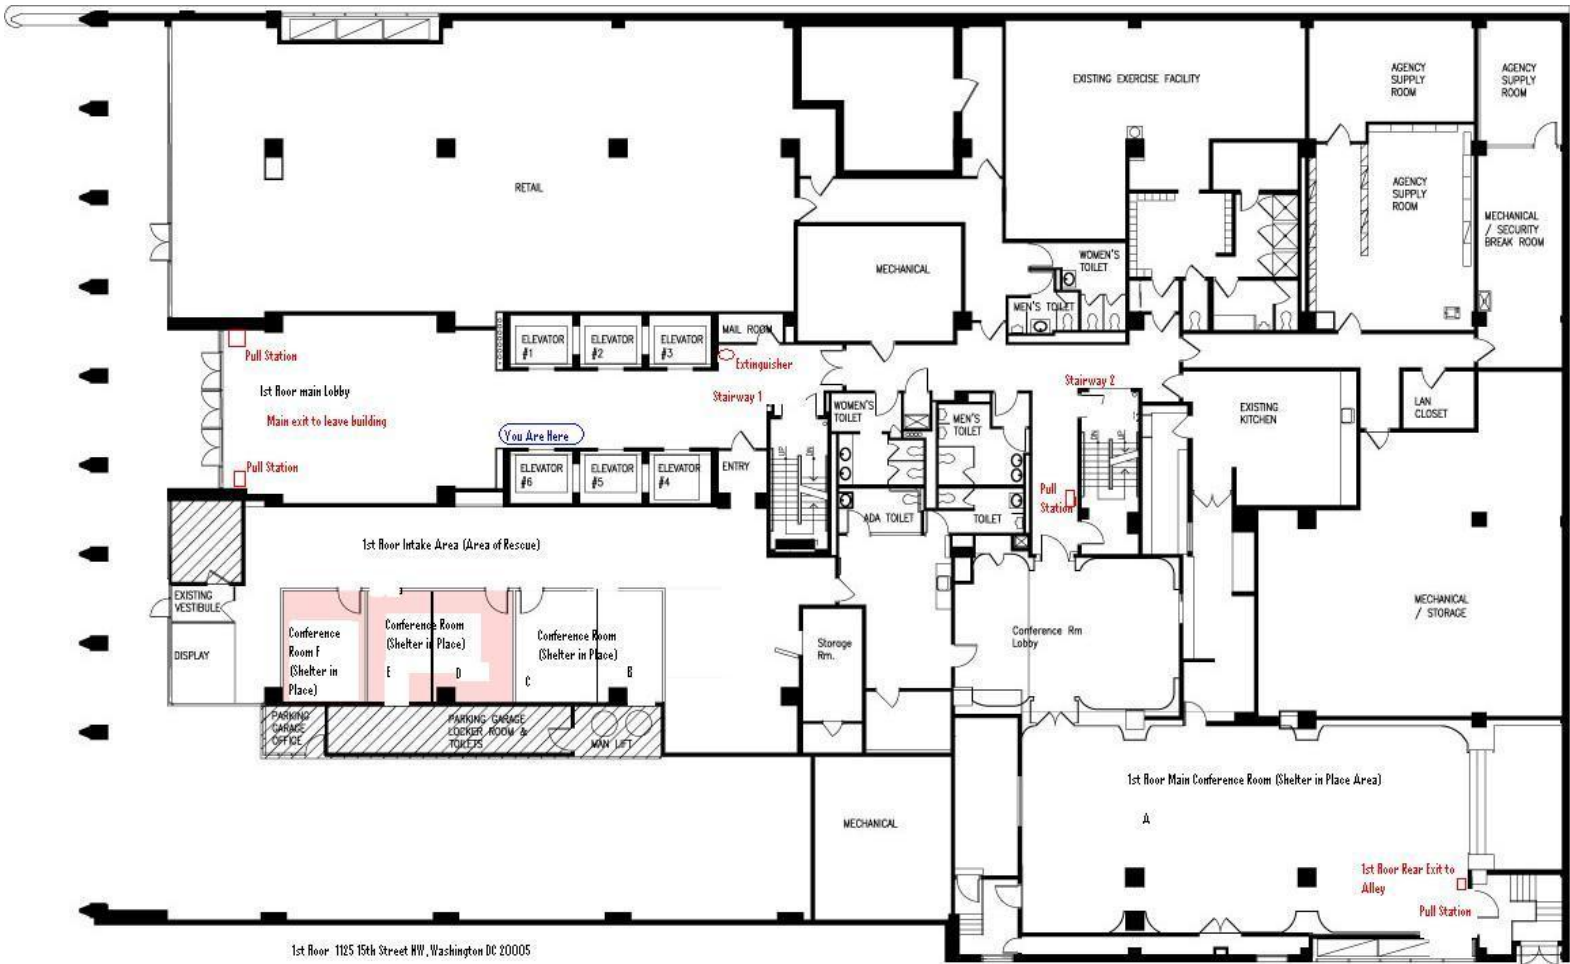 EXISTING EXERCISE FACILITY
AGENCY
SUPPLY
ROOM
AGENCY
SUPPLY
ROOM
RETAIL
AGENCY
SUPPLY
ROOM
MECHANICAL
/ SECURITY
BREAK ROOM
MECHANICAL
WOMEN'S
TOILET
MEN'S TOILET
ELEVATOR
#1
ELEVATOR
#2
ELEVATOR
#3
MAIL ROOM
Pull Station
Extinguisher
1st floor main Lobby
Stairway 1
Stairway 2
Main exit to leave building
You Are Here
WOMEN'S
TOILET
MEN'S
TOILET
EXISTING
KITCHEN
LAN
CLOSET
Pull Station
ELEVATOR
#6
ELEVATOR
#5
ELEVATOR
#4
ENTRY
UP
DN
DN
UP
Pull
Station
ADA TOILET
TOILET
1st floor Intake Area (Area of Rescue)
EXISTING
VESTIBULE
DISPLAY
Conference
Room F
(Shelter in
Place)
Conference Room
(Shelter in Place)
E
D
Conference Room
(Shelter in Place)
C
B
Storage
Rm.
Conference Rm
Lobby
MECHANICAL
/ STORAGE
PARKING
GARAGE
OFFICE
PARKING GARAGE
LOCKER ROOM &
TOILETS
MAN LIFT
1st floor Main Conference Room (Shelter in Place Area)
A
MECHANICAL
1st floor Rear Exit to
Alley
Pull Station
1st floor 1125 15th Street NW, Washington DC 20005